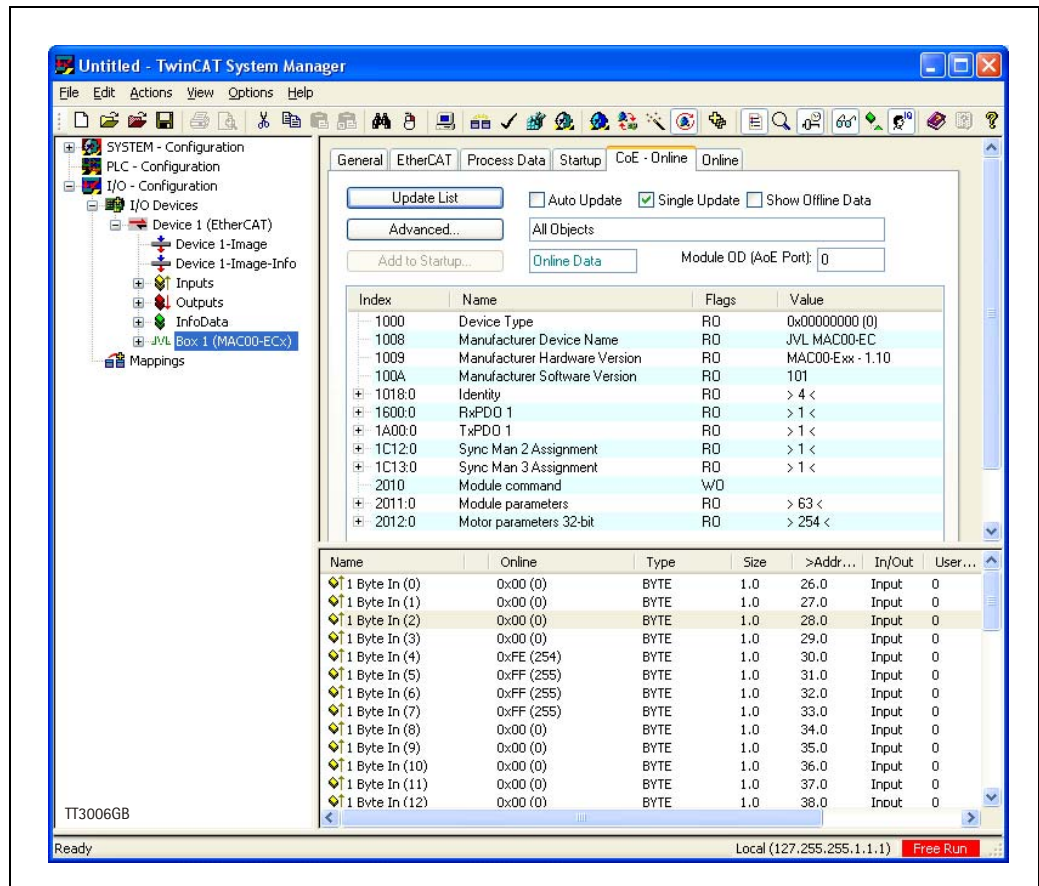 Untitled - TwinCAT System Manager
File Edit Actions View Options Help
SYSTEM - Configuration
PLC - Configuration
I/O - Configuration
I/O Devices
Device 1 (EtherCAT)
Device 1-Image
Device 1-Image-Info
Inputs
Outputs
InfoData
JVL Box 1 (MAC00-ECx)
Mappings
General EtherCAT Process Data Startup CoE - Online Online
Update List Auto Update Single Update Show Offline Data
Advanced... All Objects
Add to Startup... Online Data Module OD (AoE Port): 0
Index Name Flags Value
1000 Device Type RO 0x00000000 (0)
1008 Manufacturer Device Name RO JVL MAC00-EC
1009 Manufacturer Hardware Version RO MAC00-Exx - 1.10
100A Manufacturer Software Version RO 101
1018:0 Identity RO > 4 <
1600:0 RxPDO 1 RO > 1 <
1A00:0 TxPDO 1 RO > 1 <
1C12:0 Sync Man 2 Assignment RO > 1 <
1C13:0 Sync Man 3 Assignment RO > 1 <
2010 Module command WO
2011:0 Module parameters RO > 63 <
2012:0 Motor parameters 32-bit RO > 254 <
Name Online Type Size >Addr... In/Out User...
1 Byte In (0) 0x00 (0) BYTE 1.0 26.0 Input 0
1 Byte In (1) 0x00 (0) BYTE 1.0 27.0 Input 0
1 Byte In (2) 0x00 (0) BYTE 1.0 28.0 Input 0
1 Byte In (3) 0x00 (0) BYTE 1.0 29.0 Input 0
1 Byte In (4) 0xFE (254) BYTE 1.0 30.0 Input 0
1 Byte In (5) 0xFF (255) BYTE 1.0 31.0 Input 0
1 Byte In (6) 0xFF (255) BYTE 1.0 32.0 Input 0
1 Byte In (7) 0xFF (255) BYTE 1.0 33.0 Input 0
1 Byte In (8) 0x00 (0) BYTE 1.0 34.0 Input 0
1 Byte In (9) 0x00 (0) BYTE 1.0 35.0 Input 0
1 Byte In (10) 0x00 (0) BYTE 1.0 36.0 Input 0
1 Byte In (11) 0x00 (0) BYTE 1.0 37.0 Input 0
1 Byte In (12) 0x00 (0) BYTE 1.0 38.0 Input 0
TT3006GB
Ready Local (127.255.255.1.1.1) Free Run